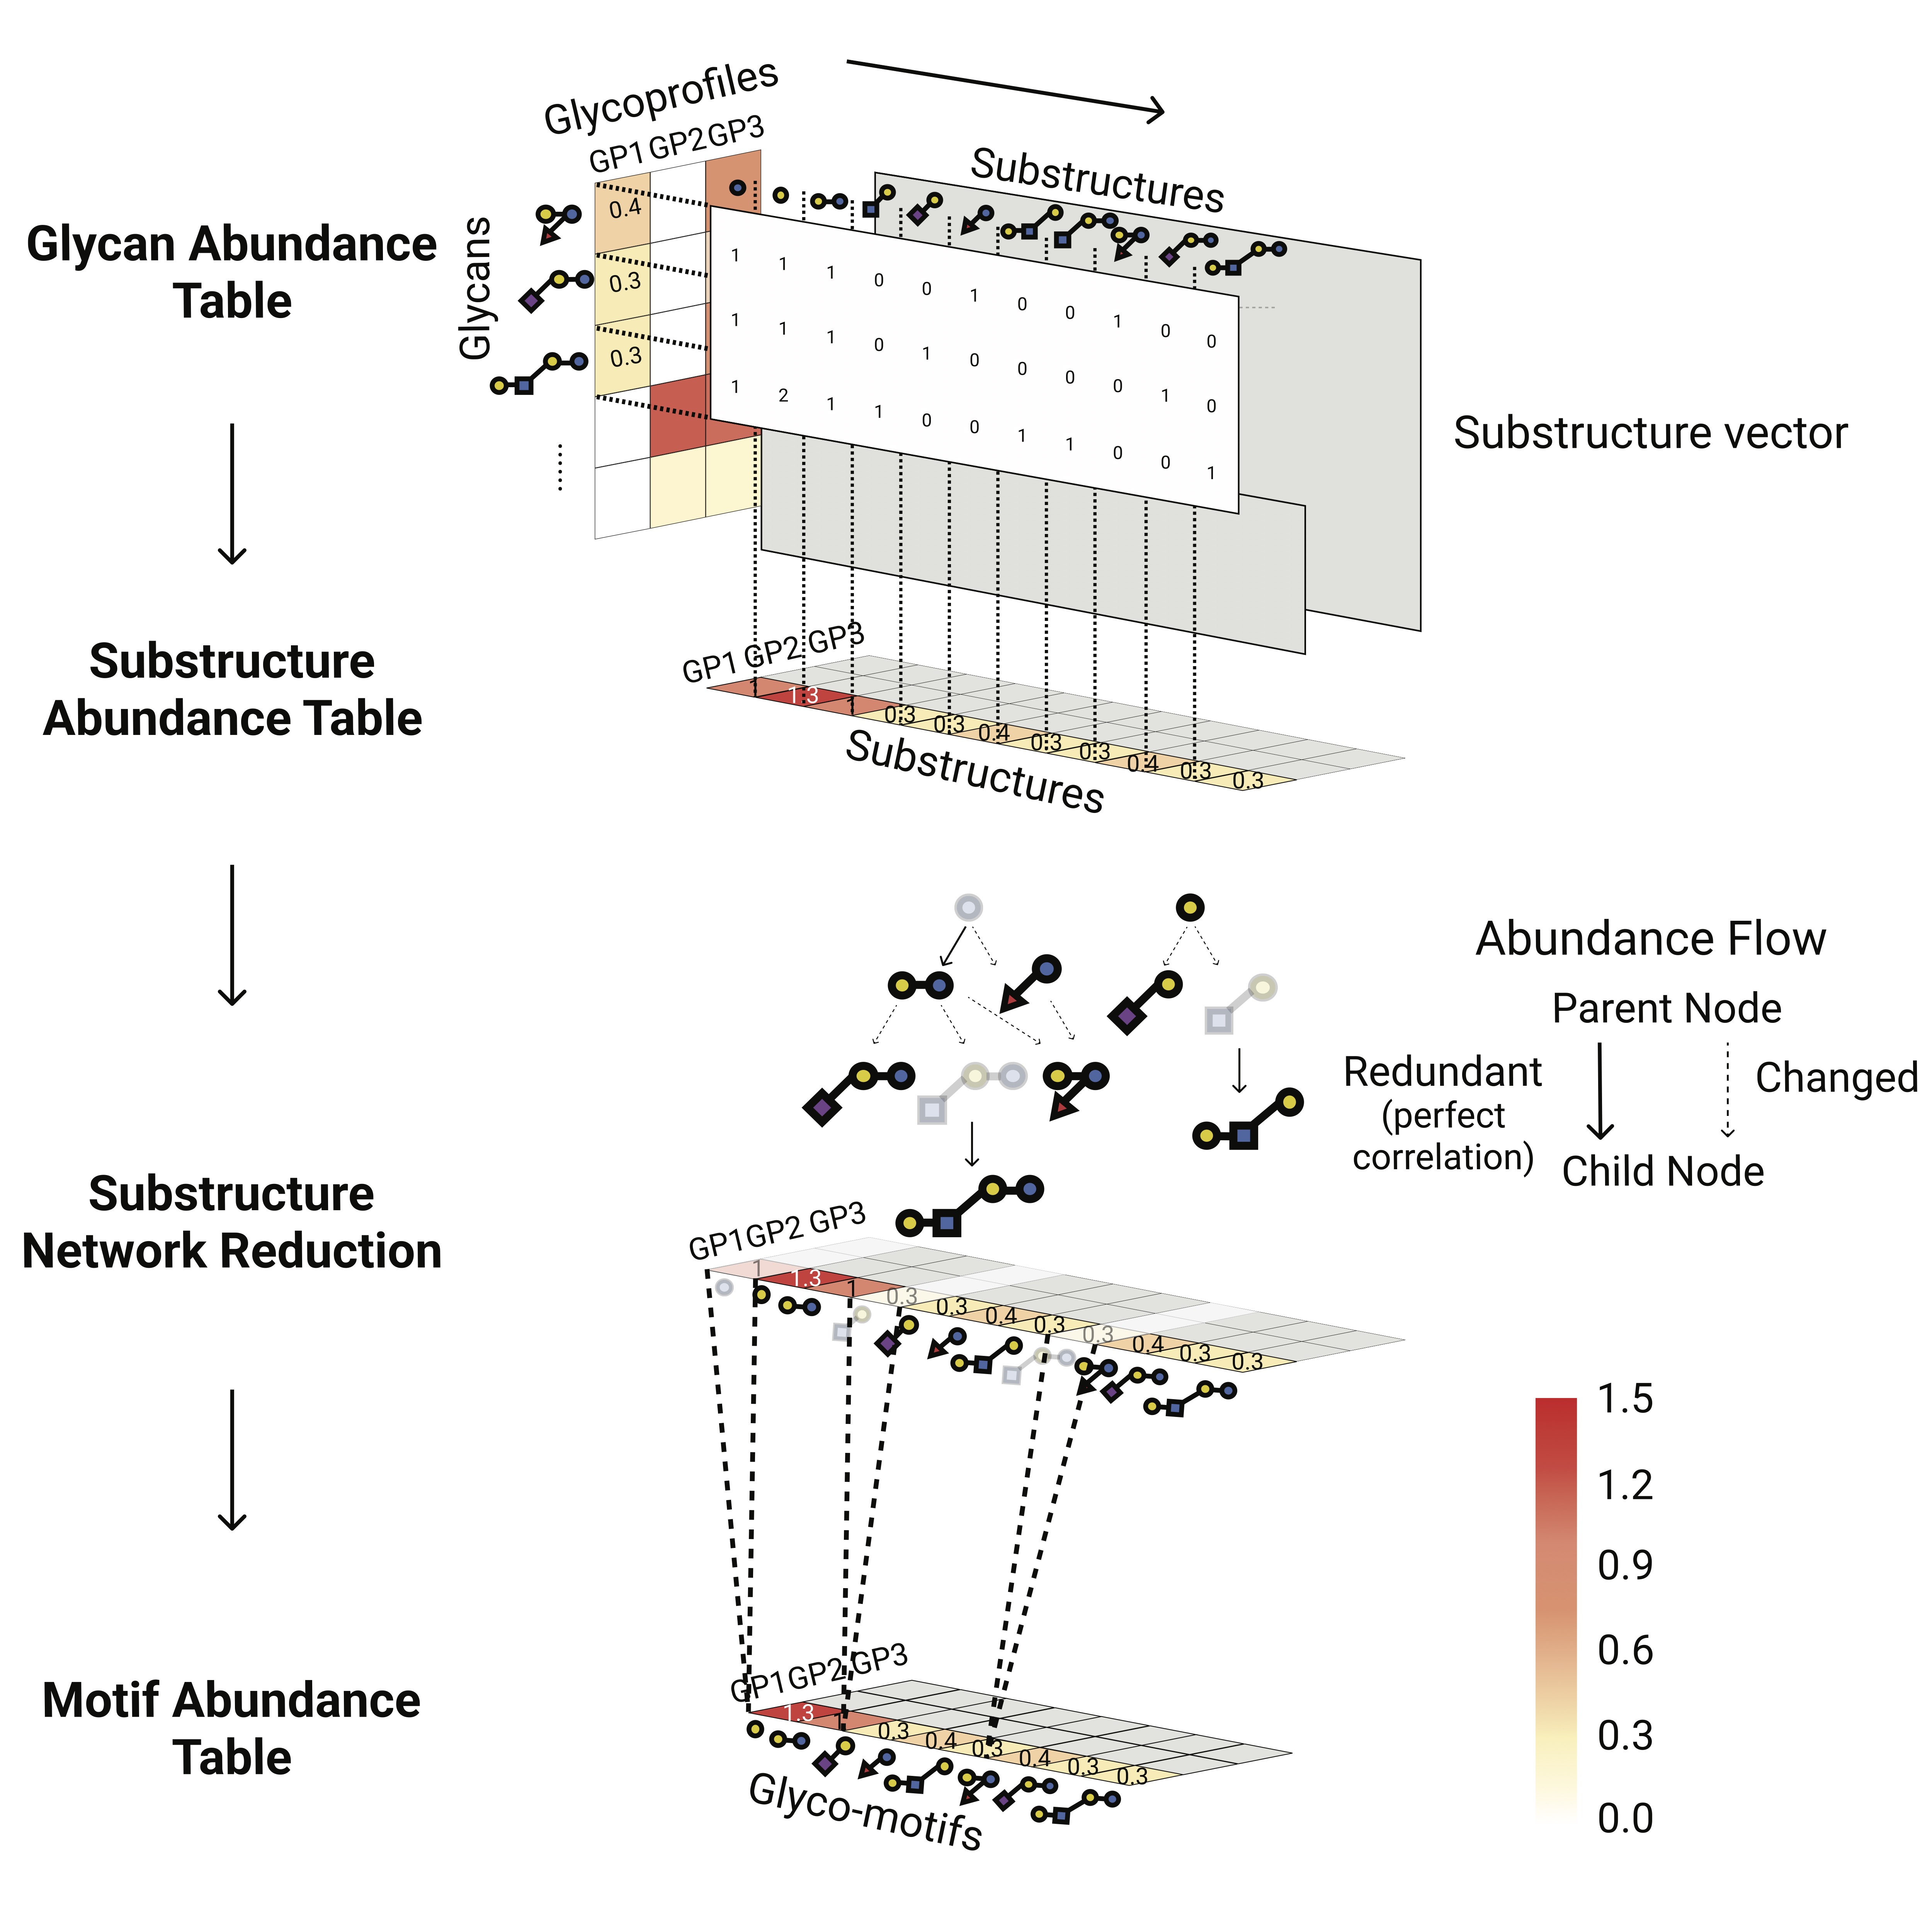 Glycoprofiles
GP1 GP2 GP3
Substructures
Glycans
Glycan Abundance
Table
0.4
0.3
0.3
1 1 1 0 0 1 0 0 1 0 0
1 1 1 0 1 0 0 0 0 1 0
1 2 1 1 0 0 1 1 0 0 1
Substructure vector
Substructure
Abundance Table
GP1 GP2 GP3
1 1.3 1 0.3 0.3 0.4 0.3 0.3 0.4 0.3 0.3
Substructures
Abundance Flow
Parent Node
Redundant
(perfect
correlation)
Changed
Child Node
Substructure
Network Reduction
GP1 GP2 GP3
1 1.3 1 0.3 0.3 0.4 0.3 0.3 0.4 0.3 0.3
1.5
1.2
0.9
0.6
0.3
0.0
Motif Abundance
Table
GP1 GP2 GP3
1.3 1 0.3 0.4 0.3 0.4 0.3 0.3
Glyco-motifs